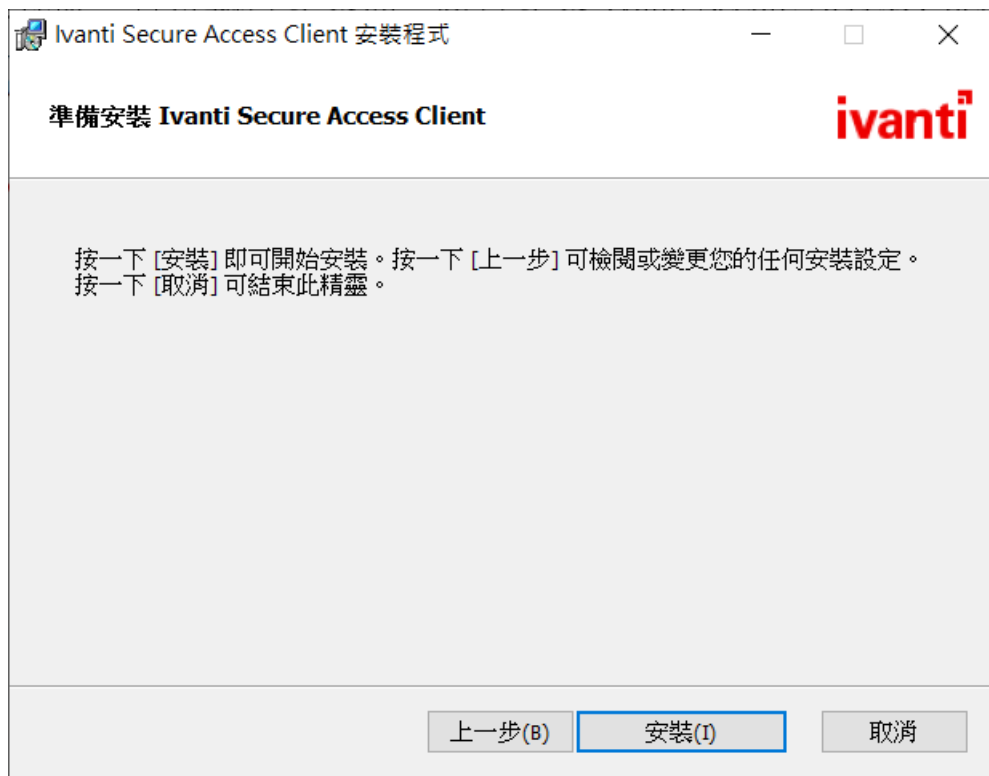 Ivanti Secure Access Client 安裝程式
準備安裝 Ivanti Secure Access Client
ivanti
按一下 [安裝] 即可開始安裝。按一下 [上一步] 可檢閱或變更您的任何安裝設定。
按一下 [取消] 可結束此精靈。
上一步(B) 安裝(I) 取消